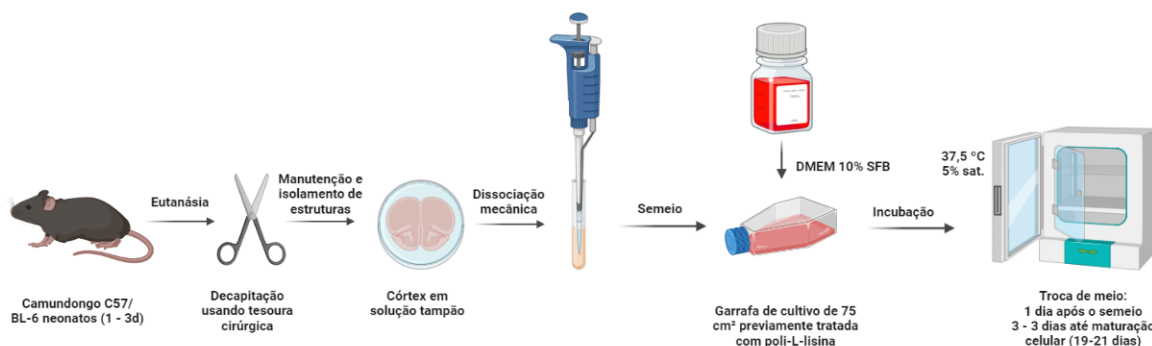 Eutanásia
Manutenção e
isolamento de
estruturas
Dissociação
mecânica
Semeio
DMEM 10% SFB
Incubação
37,5 ºC
5% sat.
Camundongo C57/
BL-6 neonatos (1 - 3d)
Decapitação
usando tesoura
cirúrgica
Córtex em
solução tampão
Garrafa de cultivo de 75
cm² previamente tratada
com poli-L-lisina
Troca de meio:
1 dia após o semeio
3 - 3 dias até maturação
celular (19-21 dias)